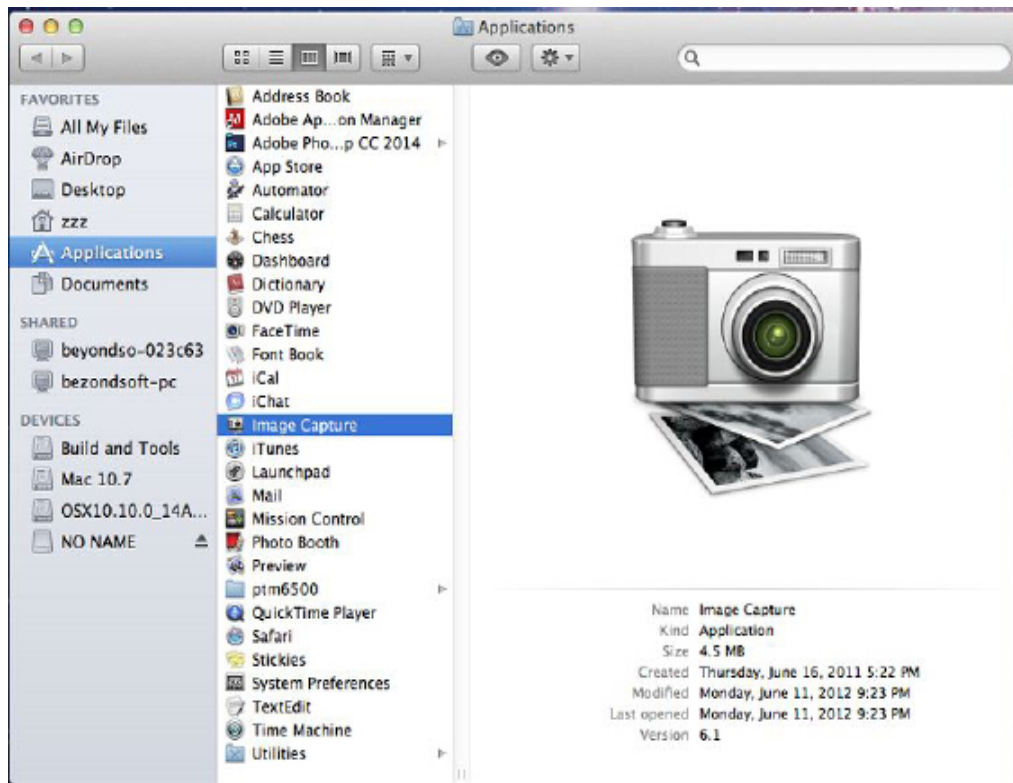 Applications
FAVORITES
All My Files
AirDrop
Desktop
zzz
Applications
Documents
SHARED
beyondso-023c63
bezondsoft-pc
DEVICES
Build and Tools
Mac 10.7
OSX10.10.0_14A...
NO NAME
Address Book
Adobe Ap...on Manager
Adobe Pho...p CC 2014
App Store
Automator
Calculator
Chess
Dashboard
Dictionary
DVD Player
FaceTime
Font Book
iCal
iChat
Image Capture
iTunes
Launchpad
Mail
Mission Control
Photo Booth
Preview
ptm6500
QuickTime Player
Safari
Stickies
System Preferences
TextEdit
Time Machine
Utilities
Name Image Capture
Kind Application
Size 4.5 MB
Created Thursday, June 16, 2011 5:22 PM
Modified Monday, June 11, 2012 9:23 PM
Last opened Monday, June 11, 2012 9:23 PM
Version 6.1